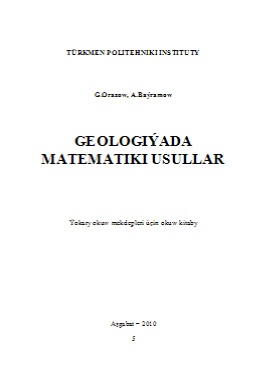 TÜRKMEN POLITEHNIKI INSTITUTY
G.Orazow, A.Baýramow
GEOLOGIÝADA
MATEMATIKI USULLAR
Ýokary okuw mekdepleri üçin okuw kitaby
Aşgabat – 2010
5